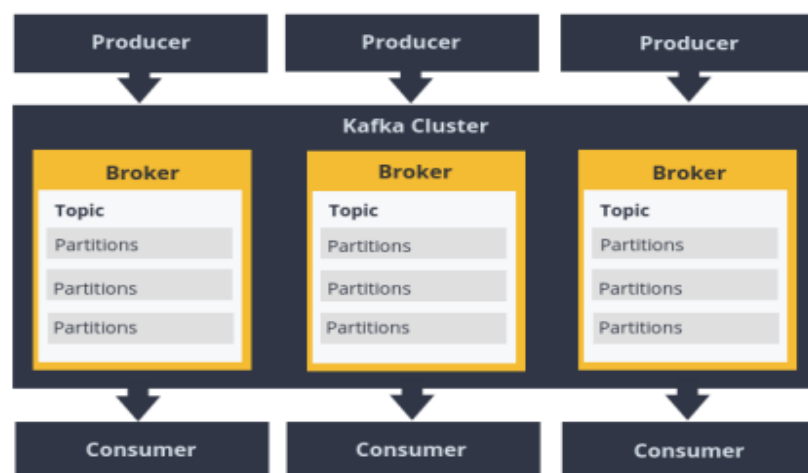 Producer
Producer
Producer
Kafka Cluster
Broker
Topic
Partitions
Partitions
Partitions
Broker
Topic
Partitions
Partitions
Partitions
Broker
Topic
Partitions
Partitions
Partitions
Consumer
Consumer
Consumer